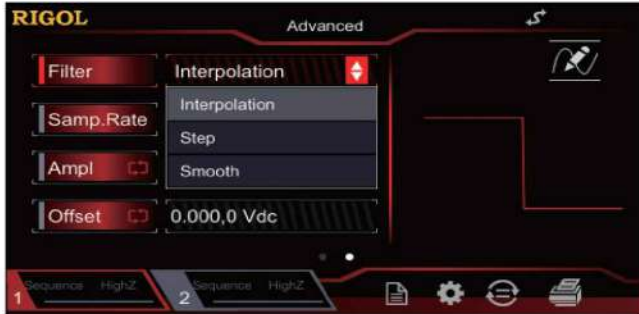 RIGOL
Advanced
Filter
Interpolation
Interpolation
Samp.Rate
Step
Smooth
Ampl
Offset
0.000,0 Vdc
1 Sequence HighZ
2 Sequence HighZ